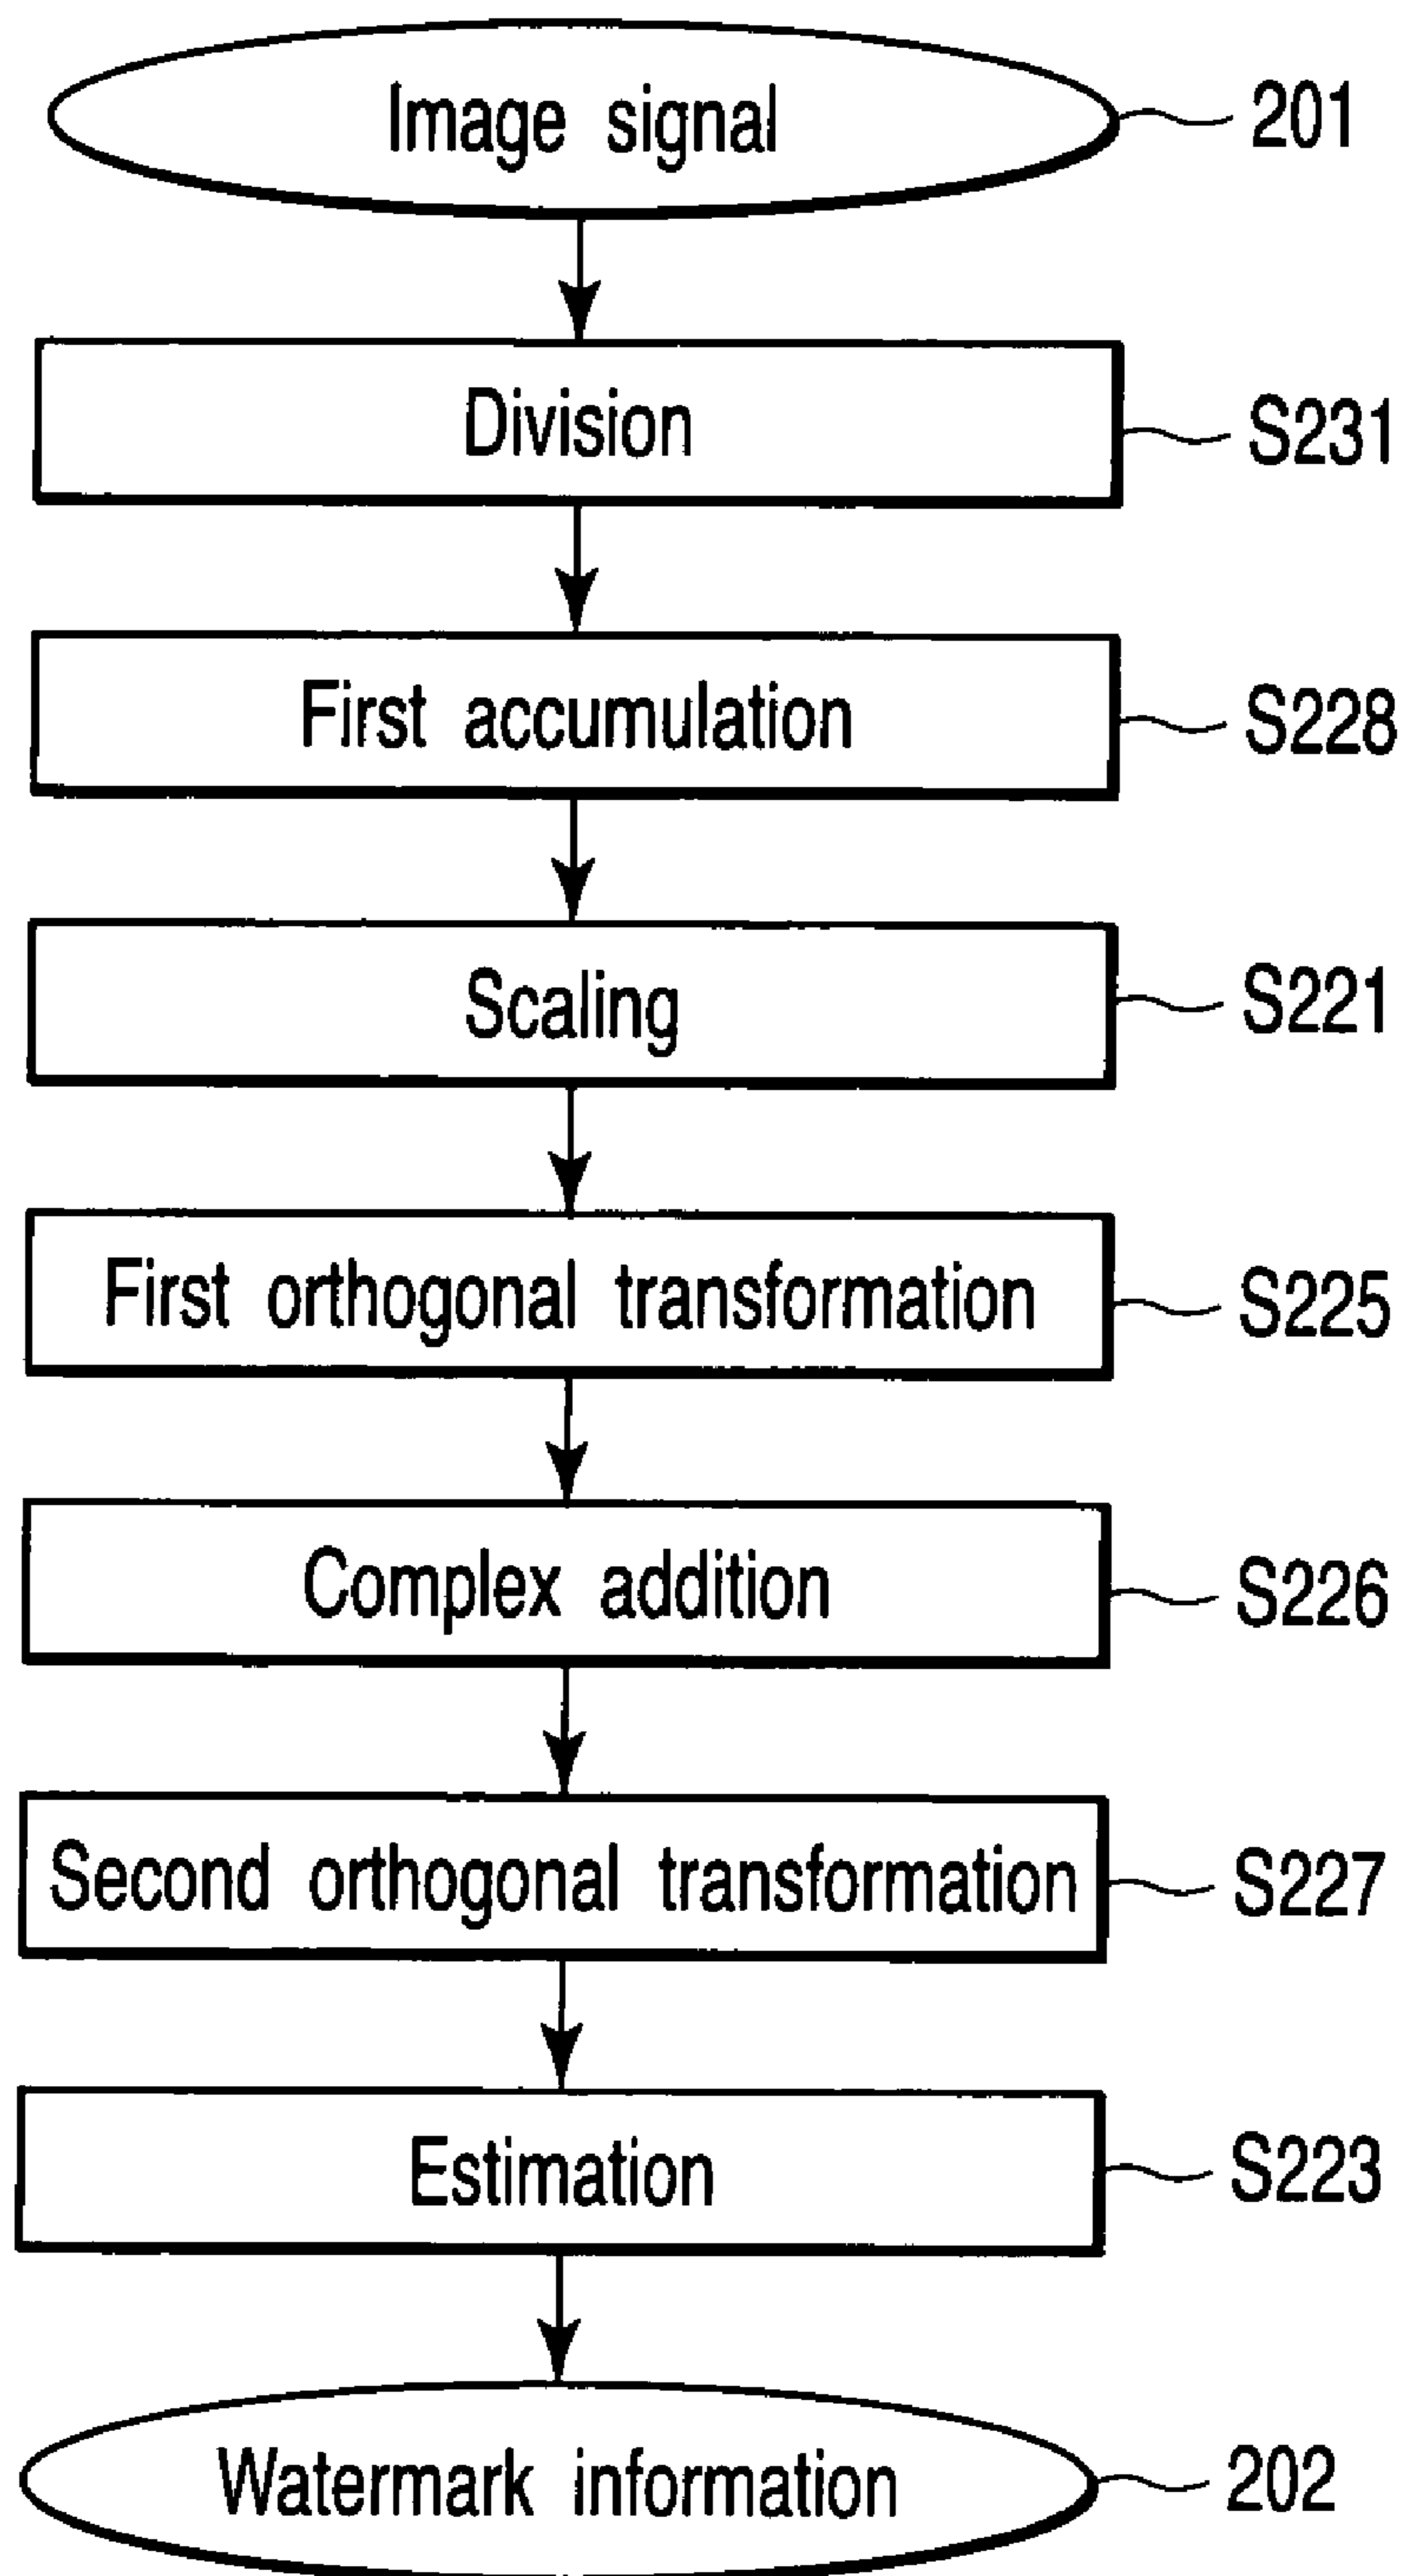 Image signal 201
Division S231
First accumulation S228
Scaling S221
First orthogonal transformation S225
Complex addition S226
Second orthogonal transformation S227
Estimation S223
Watermark information 202